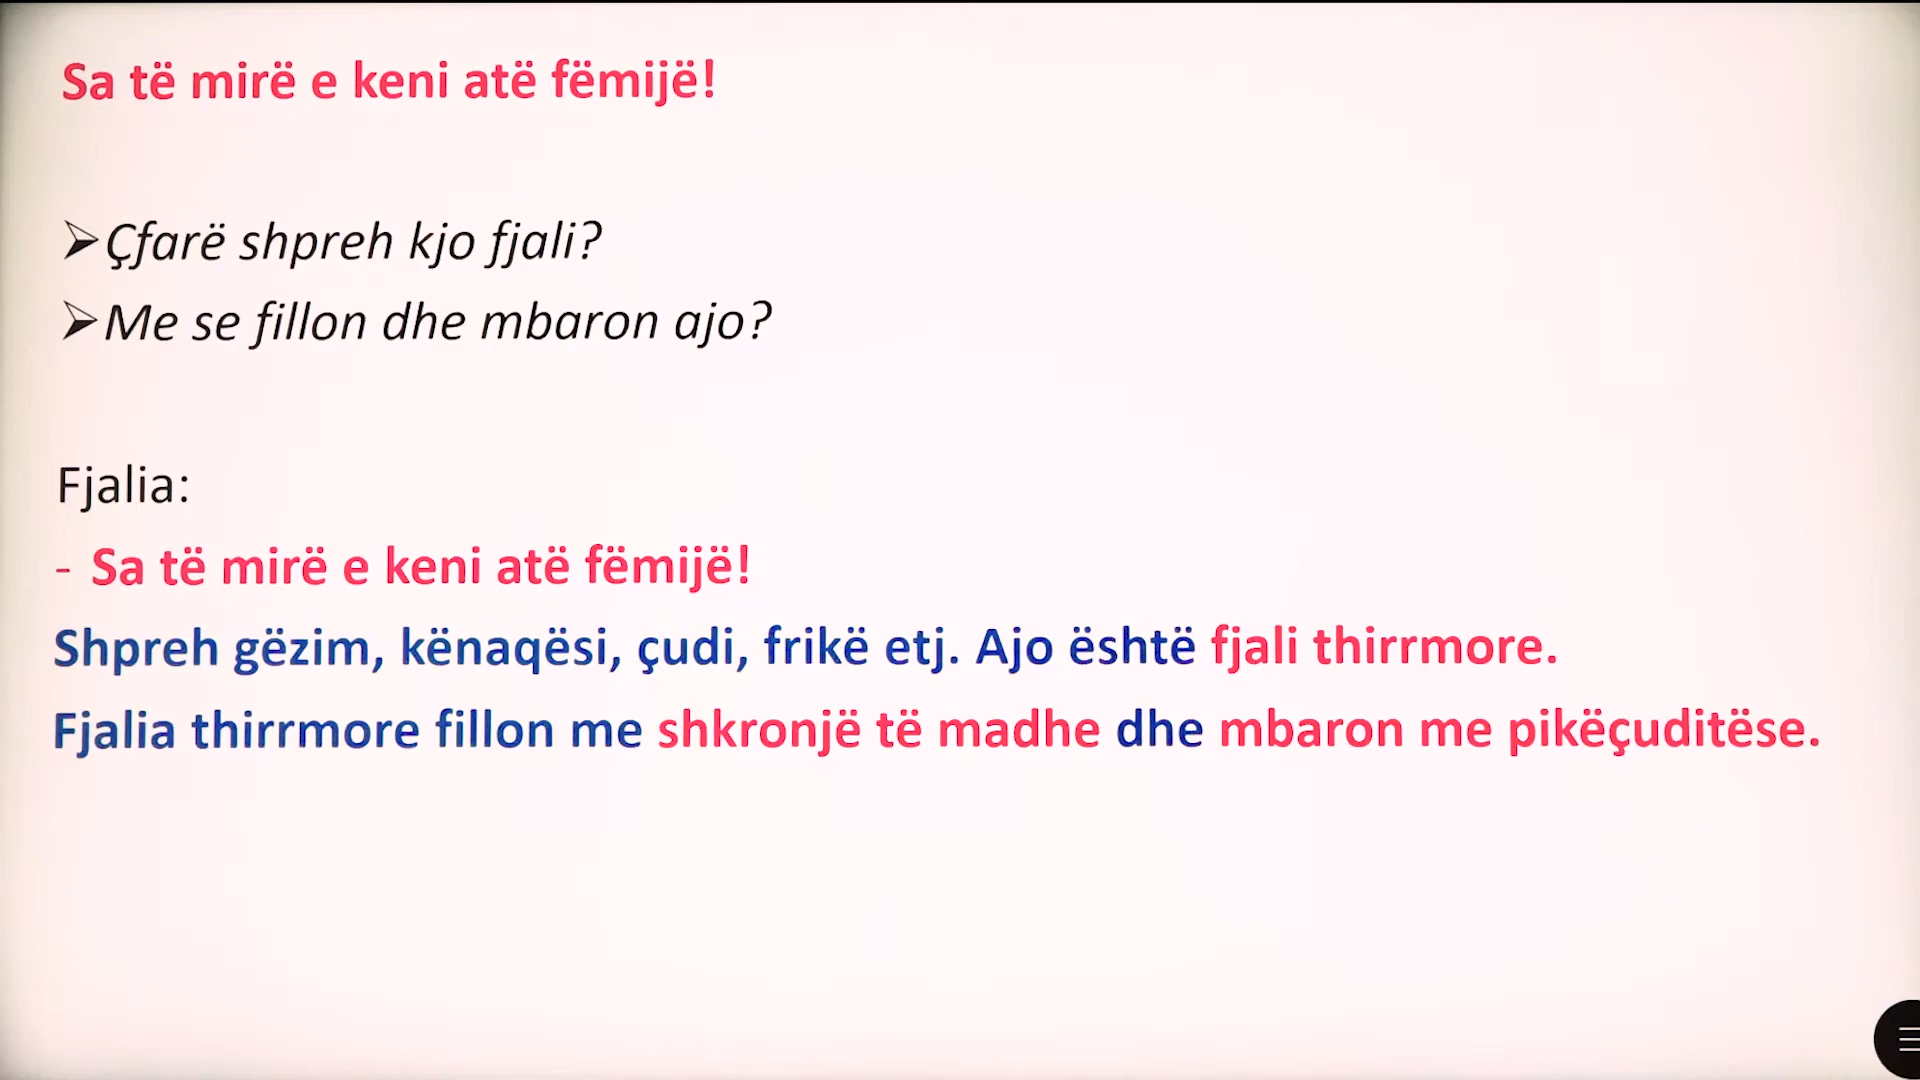 Sa të mirë e keni atë fëmijë!
➢Çfarë shpreh kjo fjali?
➢Me se fillon dhe mbaron ajo?
Fjalia:
- Sa të mirë e keni atë fëmijë!
Shpreh gëzim, kënaqësi, çudi, frikë etj. Ajo është fjali thirrmore.
Fjalia thirrmore fillon me shkronjë të madhe dhe mbaron me pikëçuditëse.